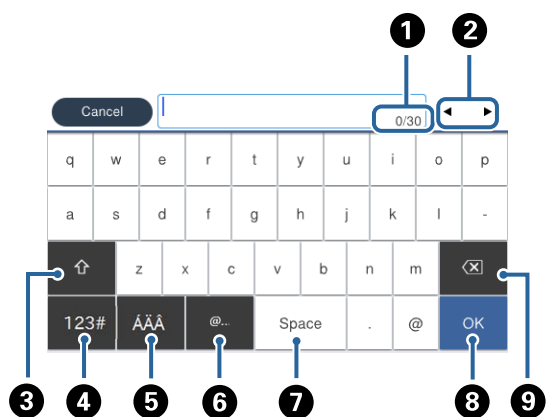 1 2
Cancel
0/30
q w e r t y u i o p
a s d f g h j k l -
z x c v b n m
123# ÁÄÂ @... Space . @ OK
3 4 5 6 7 8 9